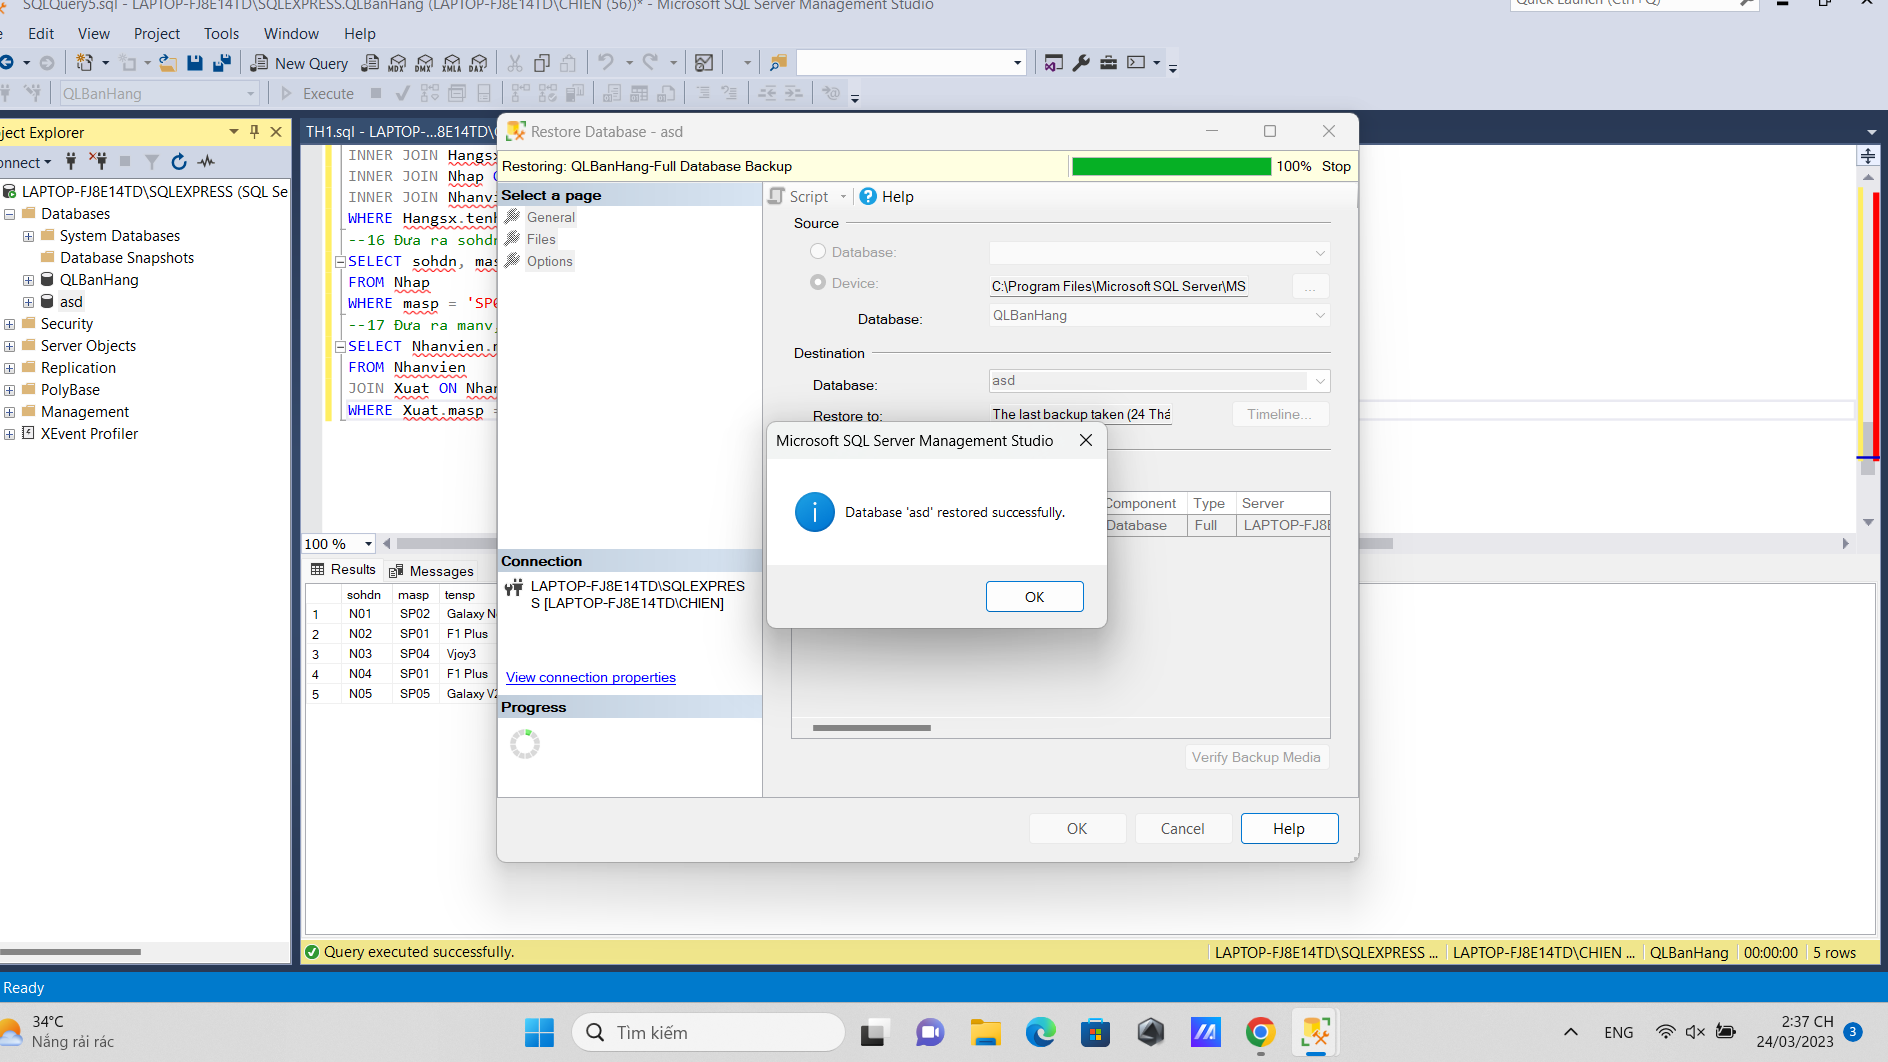 SQLQuery5.sql - LAPTOP-FJ8E14TD\SQLEXPRESS.QLBanHang (LAPTOP-FJ8E14TD\CHIEN (56))* - Microsoft SQL Server Management Studio
Quick Launch (Ctrl+Q)
Edit View Project Tools Window Help
New Query
MDX DMX XMLA DAX
QLBanHang
Execute
ject Explorer
onnect
LAPTOP-FJ8E14TD\SQLEXPRESS (SQL Se
Databases
System Databases
Database Snapshots
QLBanHang
asd
Security
Server Objects
Replication
PolyBase
Management
XEvent Profiler
TH1.sql - LAPTOP-...8E14TD\
INNER JOIN Hangsx
INNER JOIN Nhap
INNER JOIN Nhanvi
WHERE Hangsx.tenh
--16 Đưa ra sohdn
SELECT sohdn, mas
FROM Nhap
WHERE masp = 'SP0
--17 Đưa ra manv,
SELECT Nhanvien.m
FROM Nhanvien
JOIN Xuat ON Nhan
WHERE Xuat.masp =
100 %
Results Messages
sohdn masp tensp
1 N01 SP02 Galaxy N
2 N02 SP01 F1 Plus
3 N03 SP04 Vjoy3
4 N04 SP01 F1 Plus
5 N05 SP05 Galaxy V2
Restore Database - asd
Restoring: QLBanHang-Full Database Backup
100% Stop
Select a page
General
Files
Options
Connection
LAPTOP-FJ8E14TD\SQLEXPRES
S [LAPTOP-FJ8E14TD\CHIEN]
View connection properties
Progress
Script Help
Source
Database:
Device:
C:\Program Files\Microsoft SQL Server\MS
...
Database:
QLBanHang
Destination
Database:
asd
Restore to:
The last backup taken (24 Thá
Timeline...
Component Type Server
Database Full LAPTOP-FJ8
Verify Backup Media
OK Cancel Help
Microsoft SQL Server Management Studio
Database 'asd' restored successfully.
OK
Query executed successfully.
LAPTOP-FJ8E14TD\SQLEXPRESS ...
LAPTOP-FJ8E14TD\CHIEN ...
QLBanHang
00:00:00
5 rows
Ready
34°C
Nắng rải rác
Tìm kiếm
ENG
2:37 CH
24/03/2023
3